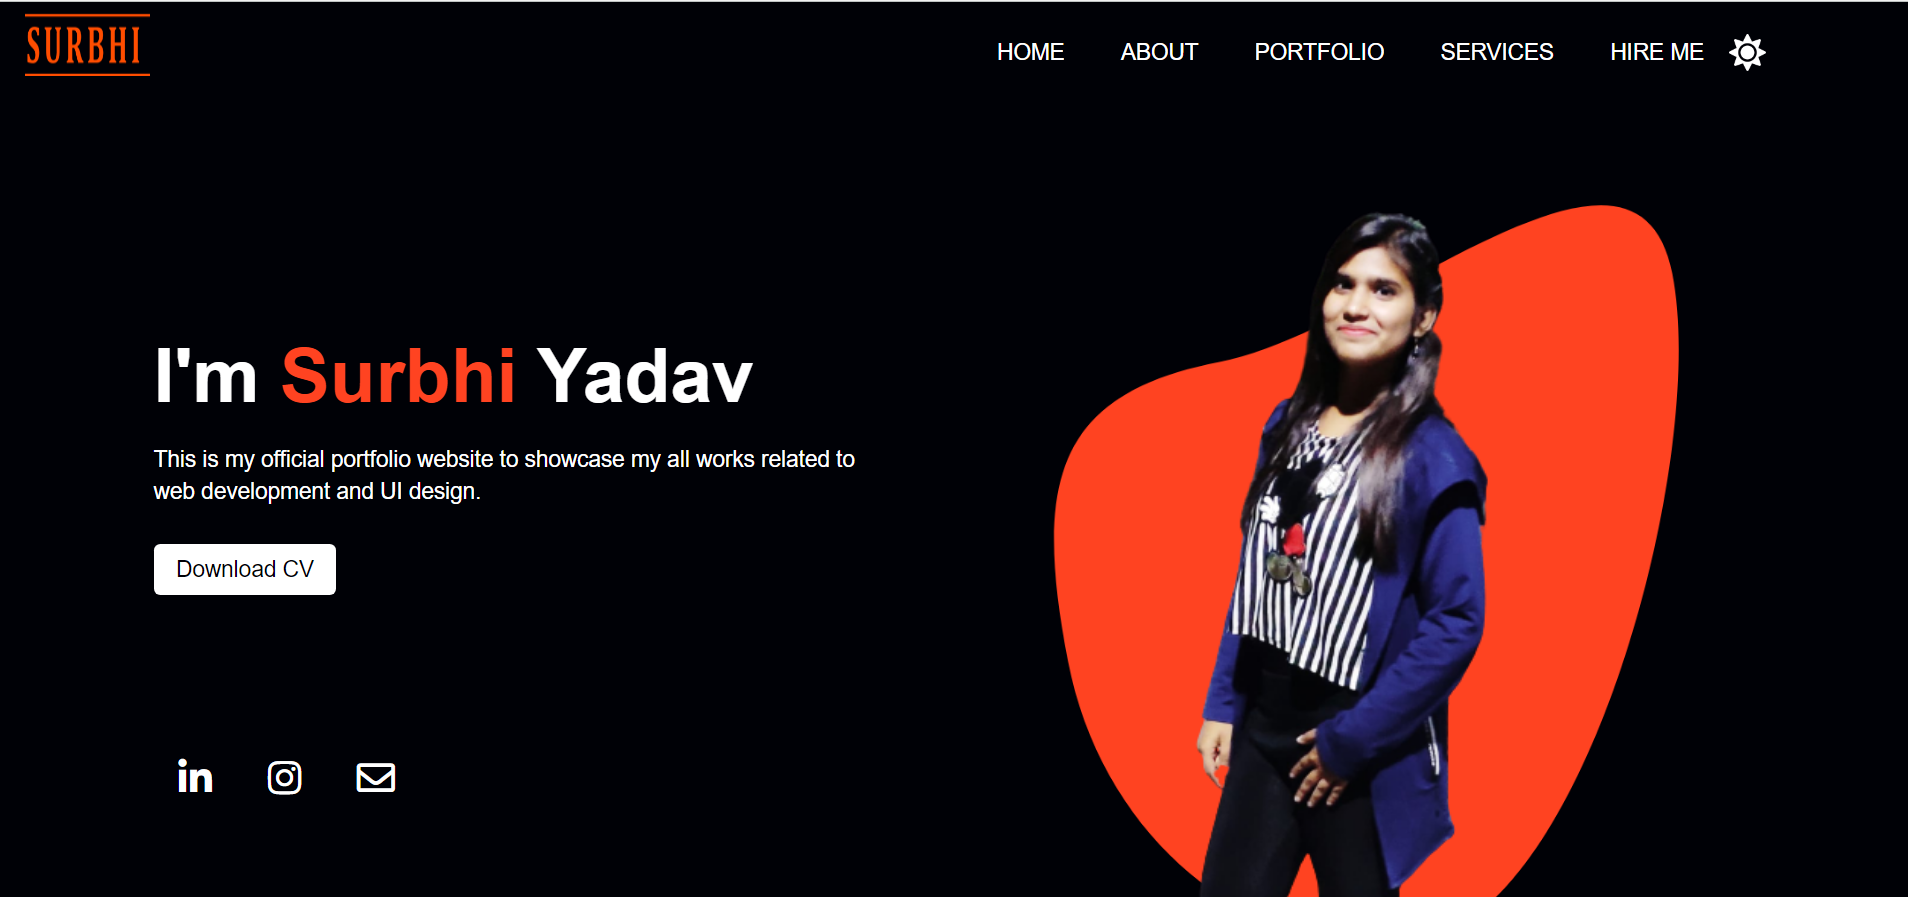 SURBHI
HOME ABOUT PORTFOLIO SERVICES HIRE ME
I'm Surbhi Yadav
This is my official portfolio website to showcase my all works related to
web development and UI design.
Download CV
in